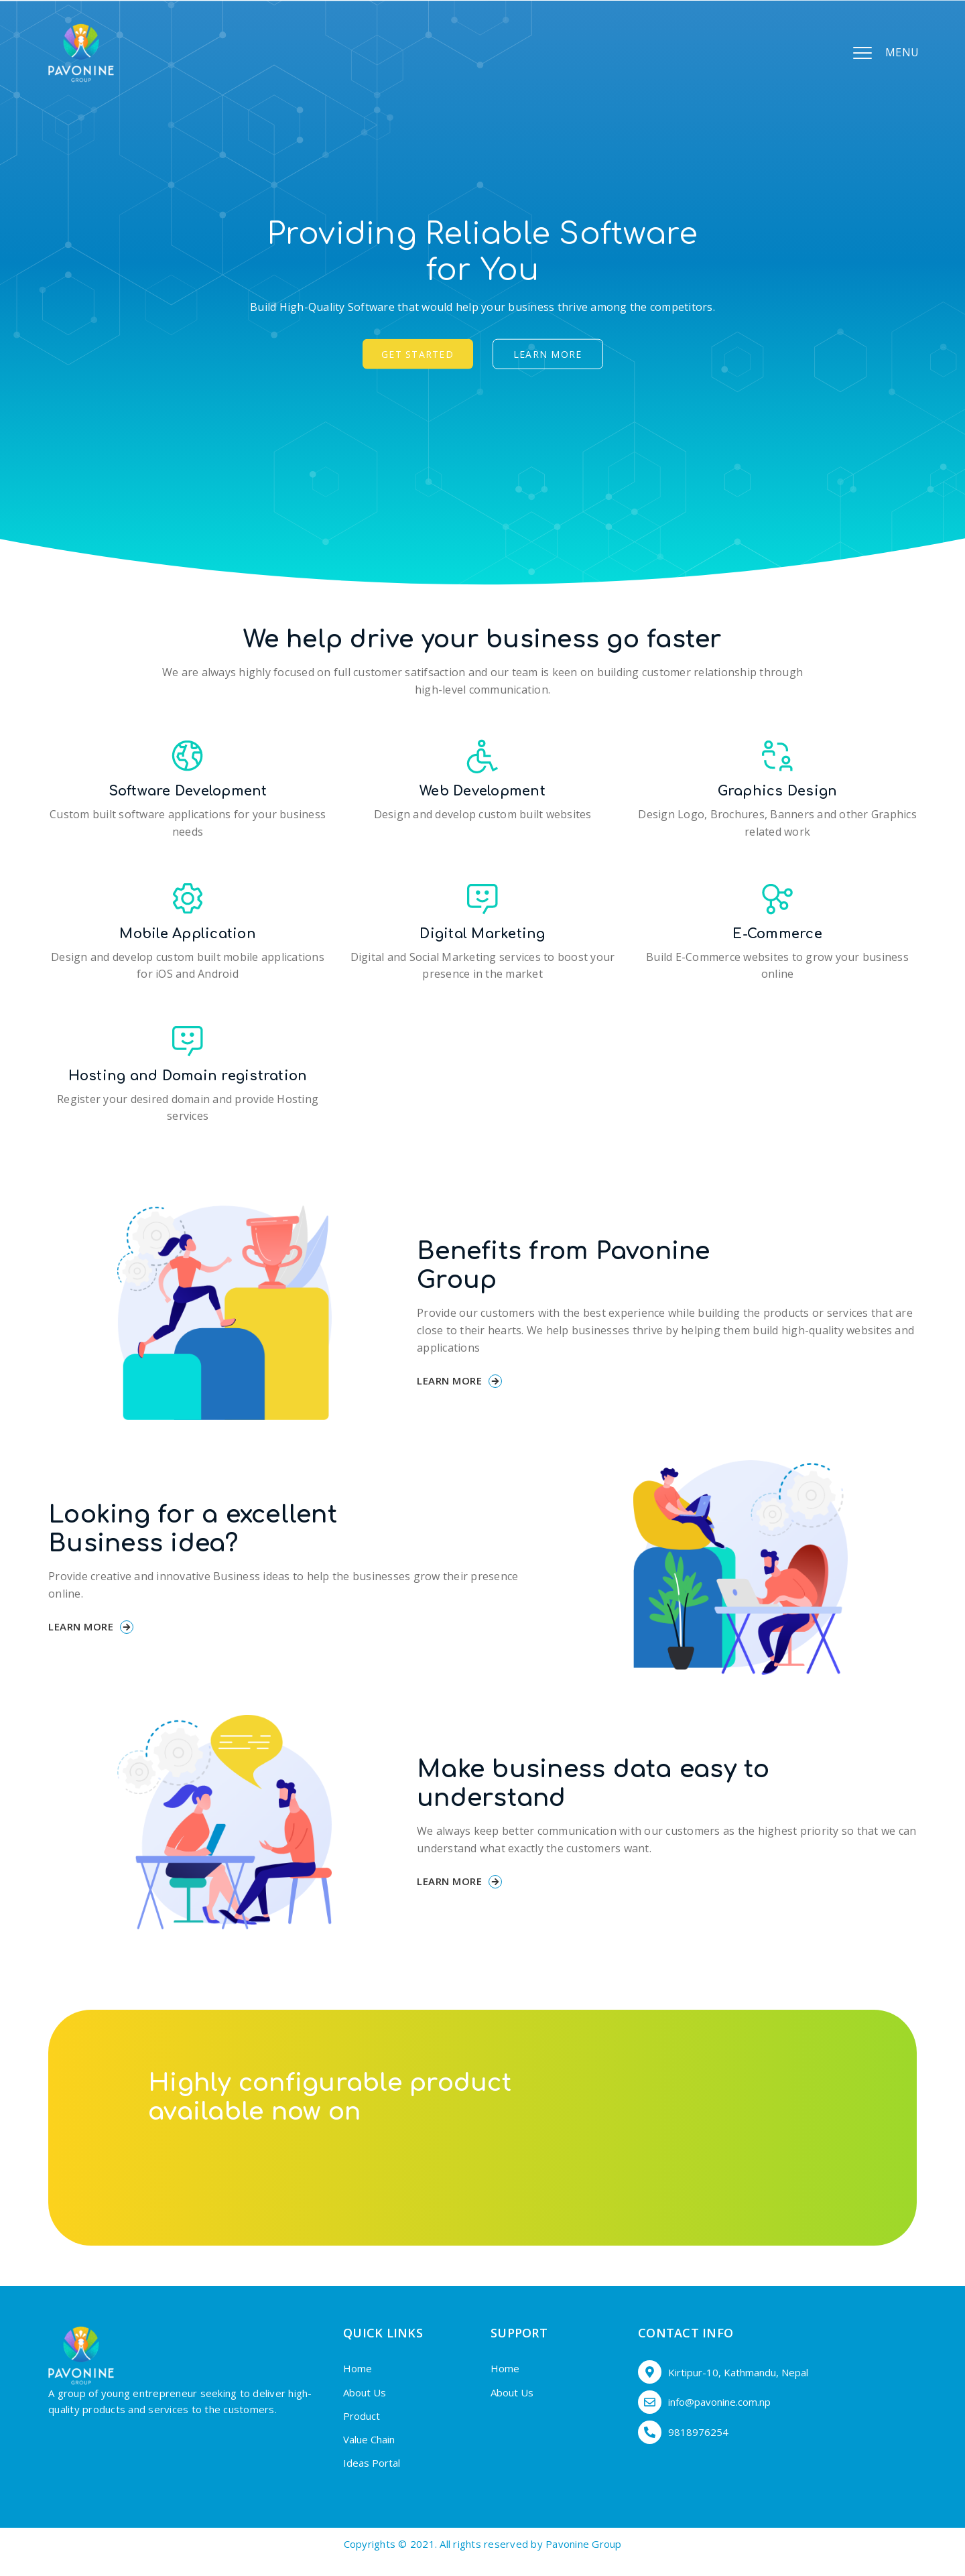 PAVONINE
GROUP
MENU
Providing Reliable Software
for You
Build High-Quality Software that would help your business thrive among the competitors.
GET STARTED
LEARN MORE
We help drive your business go faster
We are always highly focused on full customer satifsaction and our team is keen on building customer relationship through
high-level communication.
Software Development
Custom built software applications for your business
needs
Web Development
Design and develop custom built websites
Graphics Design
Design Logo, Brochures, Banners and other Graphics
related work
Mobile Application
Design and develop custom built mobile applications
for iOS and Android
Digital Marketing
Digital and Social Marketing services to boost your
presence in the market
E-Commerce
Build E-Commerce websites to grow your business
online
Hosting and Domain registration
Register your desired domain and provide Hosting
services
Benefits from Pavonine
Group
Provide our customers with the best experience while building the products or services that are
close to their hearts. We help businesses thrive by helping them build high-quality websites and
applications
LEARN MORE
Looking for a excellent
Business idea?
Provide creative and innovative Business ideas to help the businesses grow their presence
online.
LEARN MORE
Make business data easy to
understand
We always keep better communication with our customers as the highest priority so that we can
understand what exactly the customers want.
LEARN MORE
Highly configurable product
available now on
PAVONINE
GROUP
A group of young entrepreneur seeking to deliver high-
quality products and services to the customers.
QUICK LINKS
Home
About Us
Product
Value Chain
Ideas Portal
SUPPORT
Home
About Us
CONTACT INFO
Kirtipur-10, Kathmandu, Nepal
info@pavonine.com.np
9818976254
Copyrights © 2021. All rights reserved by Pavonine Group